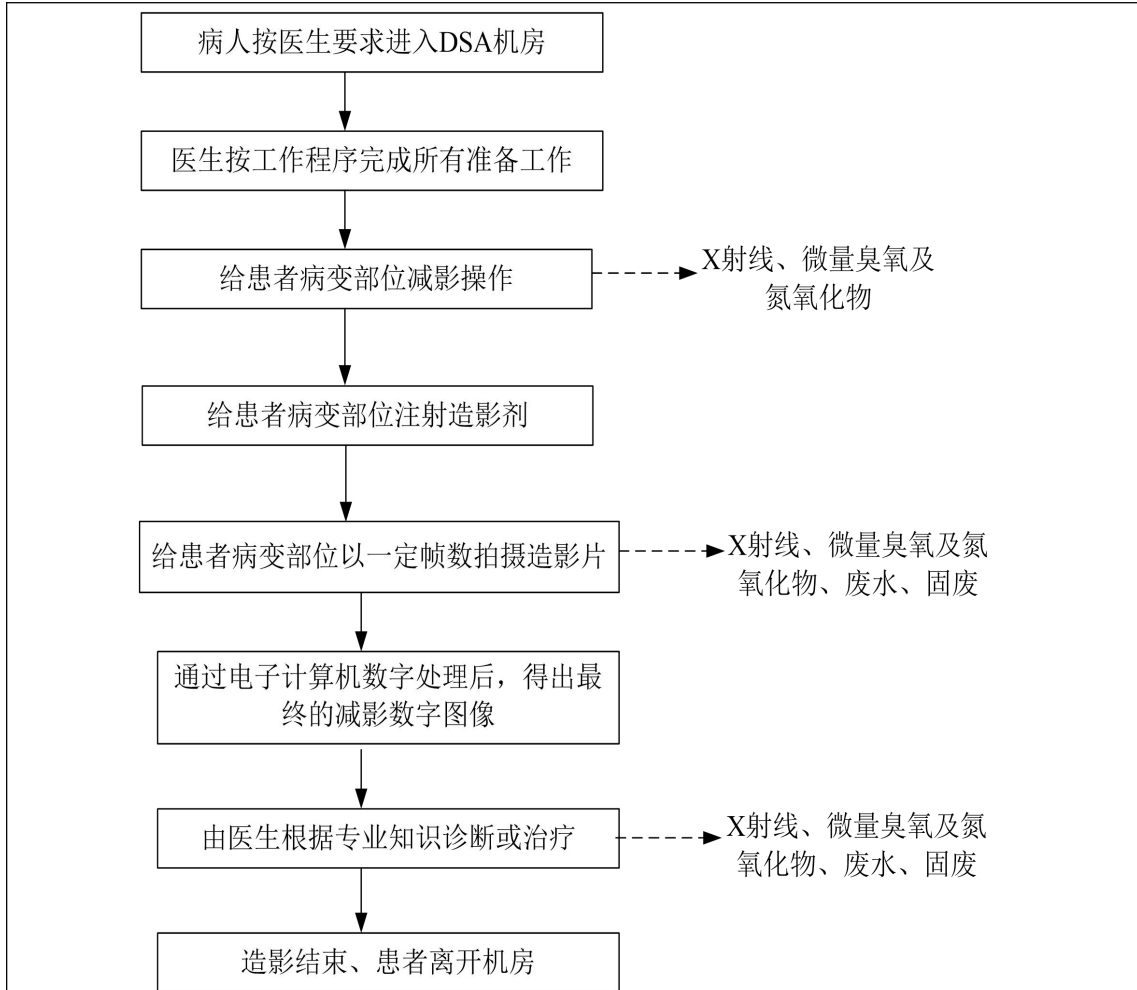 病人按医生要求进入DSA机房
医生按工作程序完成所有准备工作
给患者病变部位减影操作
X射线、微量臭氧及
氮氧化物
给患者病变部位注射造影剂
给患者病变部位以一定帧数拍摄造影片
X射线、微量臭氧及氮
氧化物、废水、固废
通过电子计算机数字处理后，得出最
终的减影数字图像
由医生根据专业知识诊断或治疗
X射线、微量臭氧及氮
氧化物、废水、固废
造影结束、患者离开机房